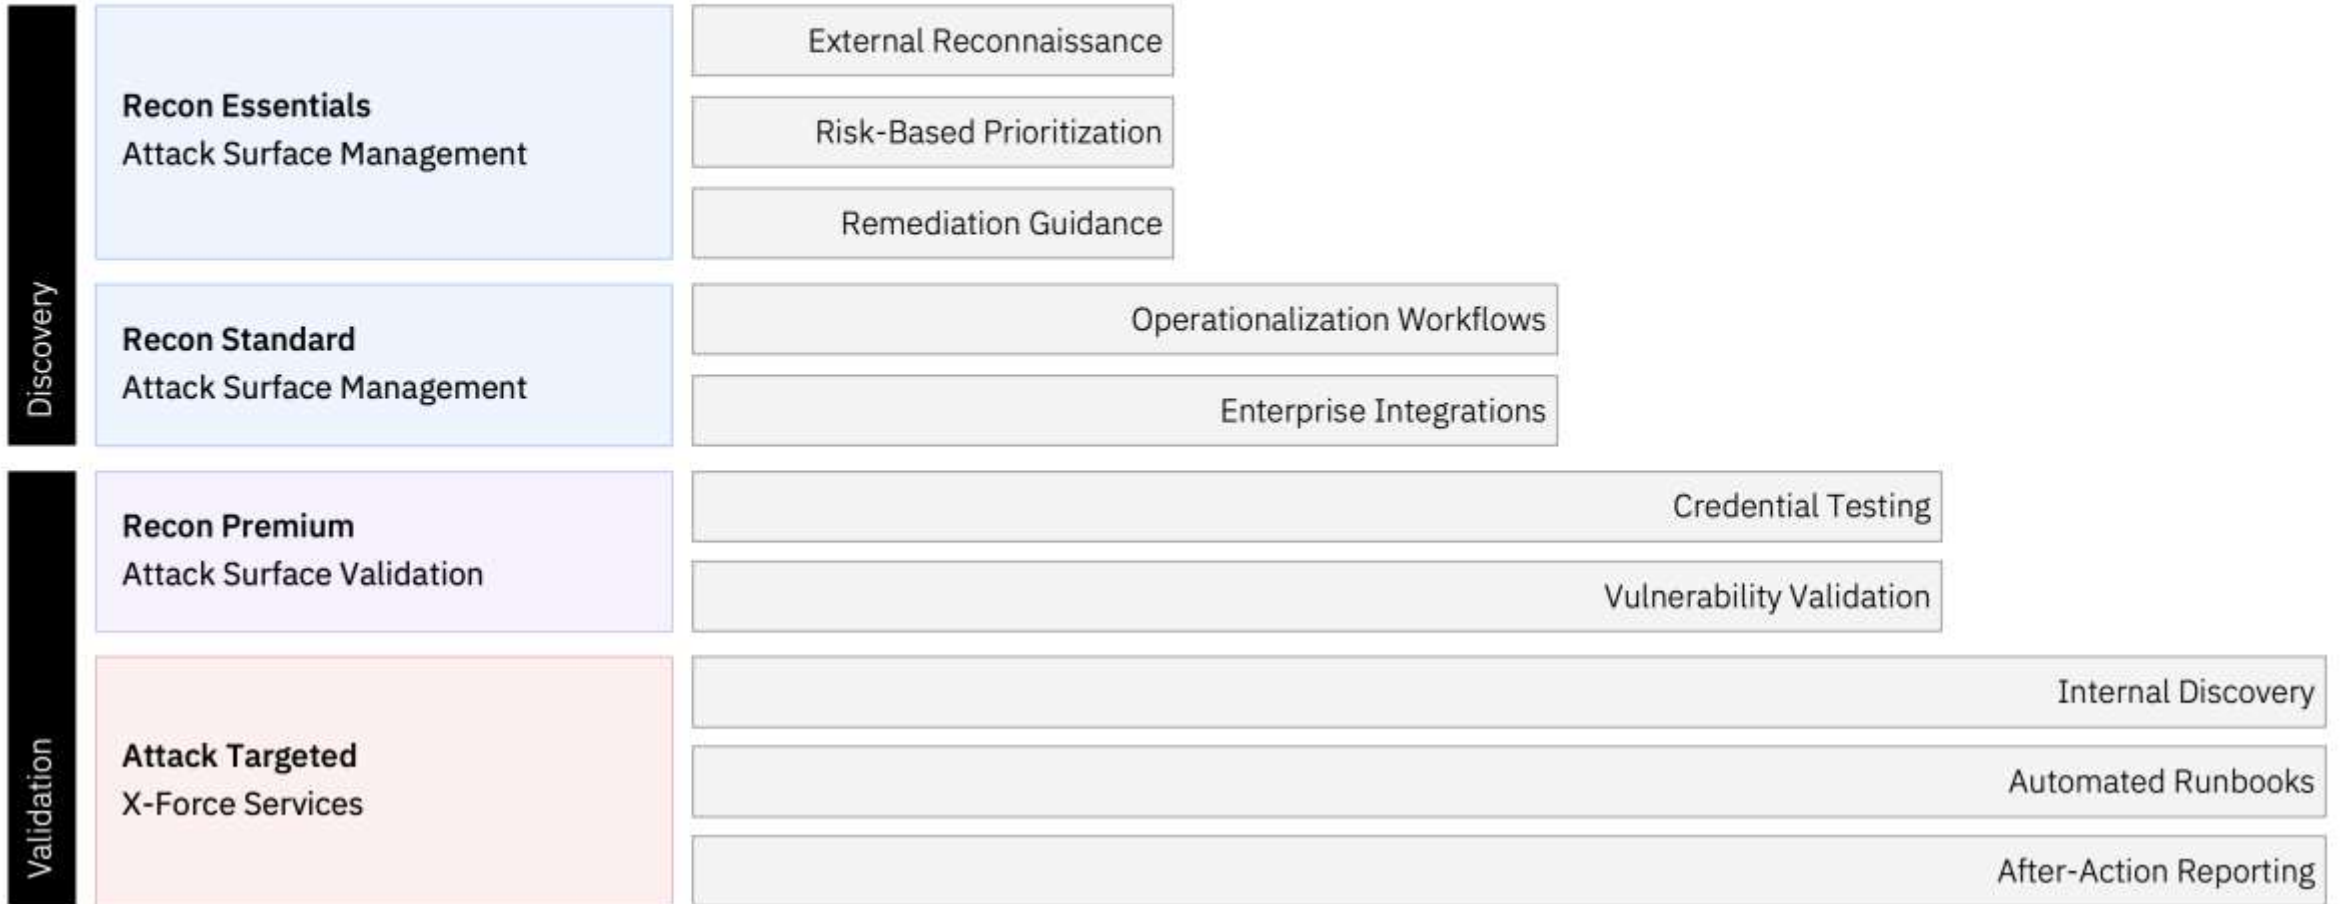 Discovery
Recon Essentials
Attack Surface Management
External Reconnaissance
Risk-Based Prioritization
Remediation Guidance
Recon Standard
Attack Surface Management
Operationalization Workflows
Enterprise Integrations
Validation
Recon Premium
Attack Surface Validation
Credential Testing
Vulnerability Validation
Attack Targeted
X-Force Services
Internal Discovery
Automated Runbooks
After-Action Reporting